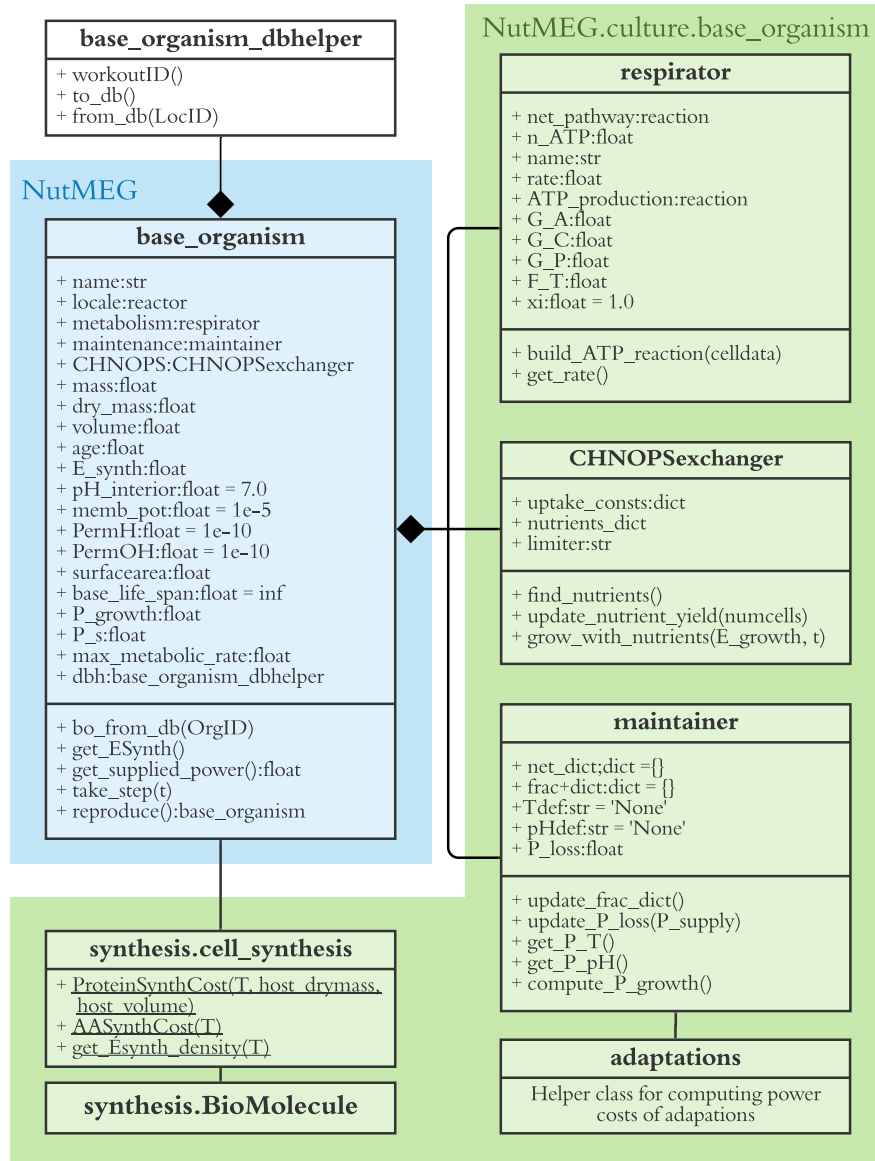 base_organism_dbhelper
+ workoutID()
+ to_db()
+ from_db(LocID)
NutMEG
base_organism
+ name:str
+ locale:reactor
+ metabolism:respirator
+ maintenance:maintainer
+ CHNOPS:CHNOPSexchanger
+ mass:float
+ dry_mass:float
+ volume:float
+ age:float
+ E_synth:float
+ pH_interior:float = 7.0
+ memb_pot:float = 1e-5
+ PermH:float = 1e-10
+ PermOH:float = 1e-10
+ surfacearea:float
+ base_life_span:float = inf
+ P_growth:float
+ P_s:float
+ max_metabolic_rate:float
+ dbh:base_organism_dbhelper
+ bo_from_db(OrgID)
+ get_ESynth()
+ get_supplied_power():float
+ take_step(t)
+ reproduce():base_organism
synthesis.cell_synthesis
+ ProteinSynthCost(T, host_drymass,
host_volume)
+ AASynthCost(T)
+ get_Esynth_density(T)
synthesis.BioMolecule
NutMEG.culture.base_organism
respirator
+ net_pathway:reaction
+ n_ATP:float
+ name:str
+ rate:float
+ ATP_production:reaction
+ G_A:float
+ G_C:float
+ G_P:float
+ F_T:float
+ xi:float = 1.0
+ build_ATP_reaction(celldata)
+ get_rate()
CHNOPSexchanger
+ uptake_consts:dict
+ nutrients_dict
+ limiter:str
+ find_nutrients()
+ update_nutrient_yield(numcells)
+ grow_with_nutrients(E_growth, t)
maintainer
+ net_dict;dict ={}
+ frac+dict:dict = {}
+Tdef:str = 'None'
+ pHdef:str = 'None'
+ P_loss:float
+ update_frac_dict()
+ update_P_loss(P_supply)
+ get_P_T()
+ get_P_pH()
+ compute_P_growth()
adaptations
Helper class for computing power
costs of adapations